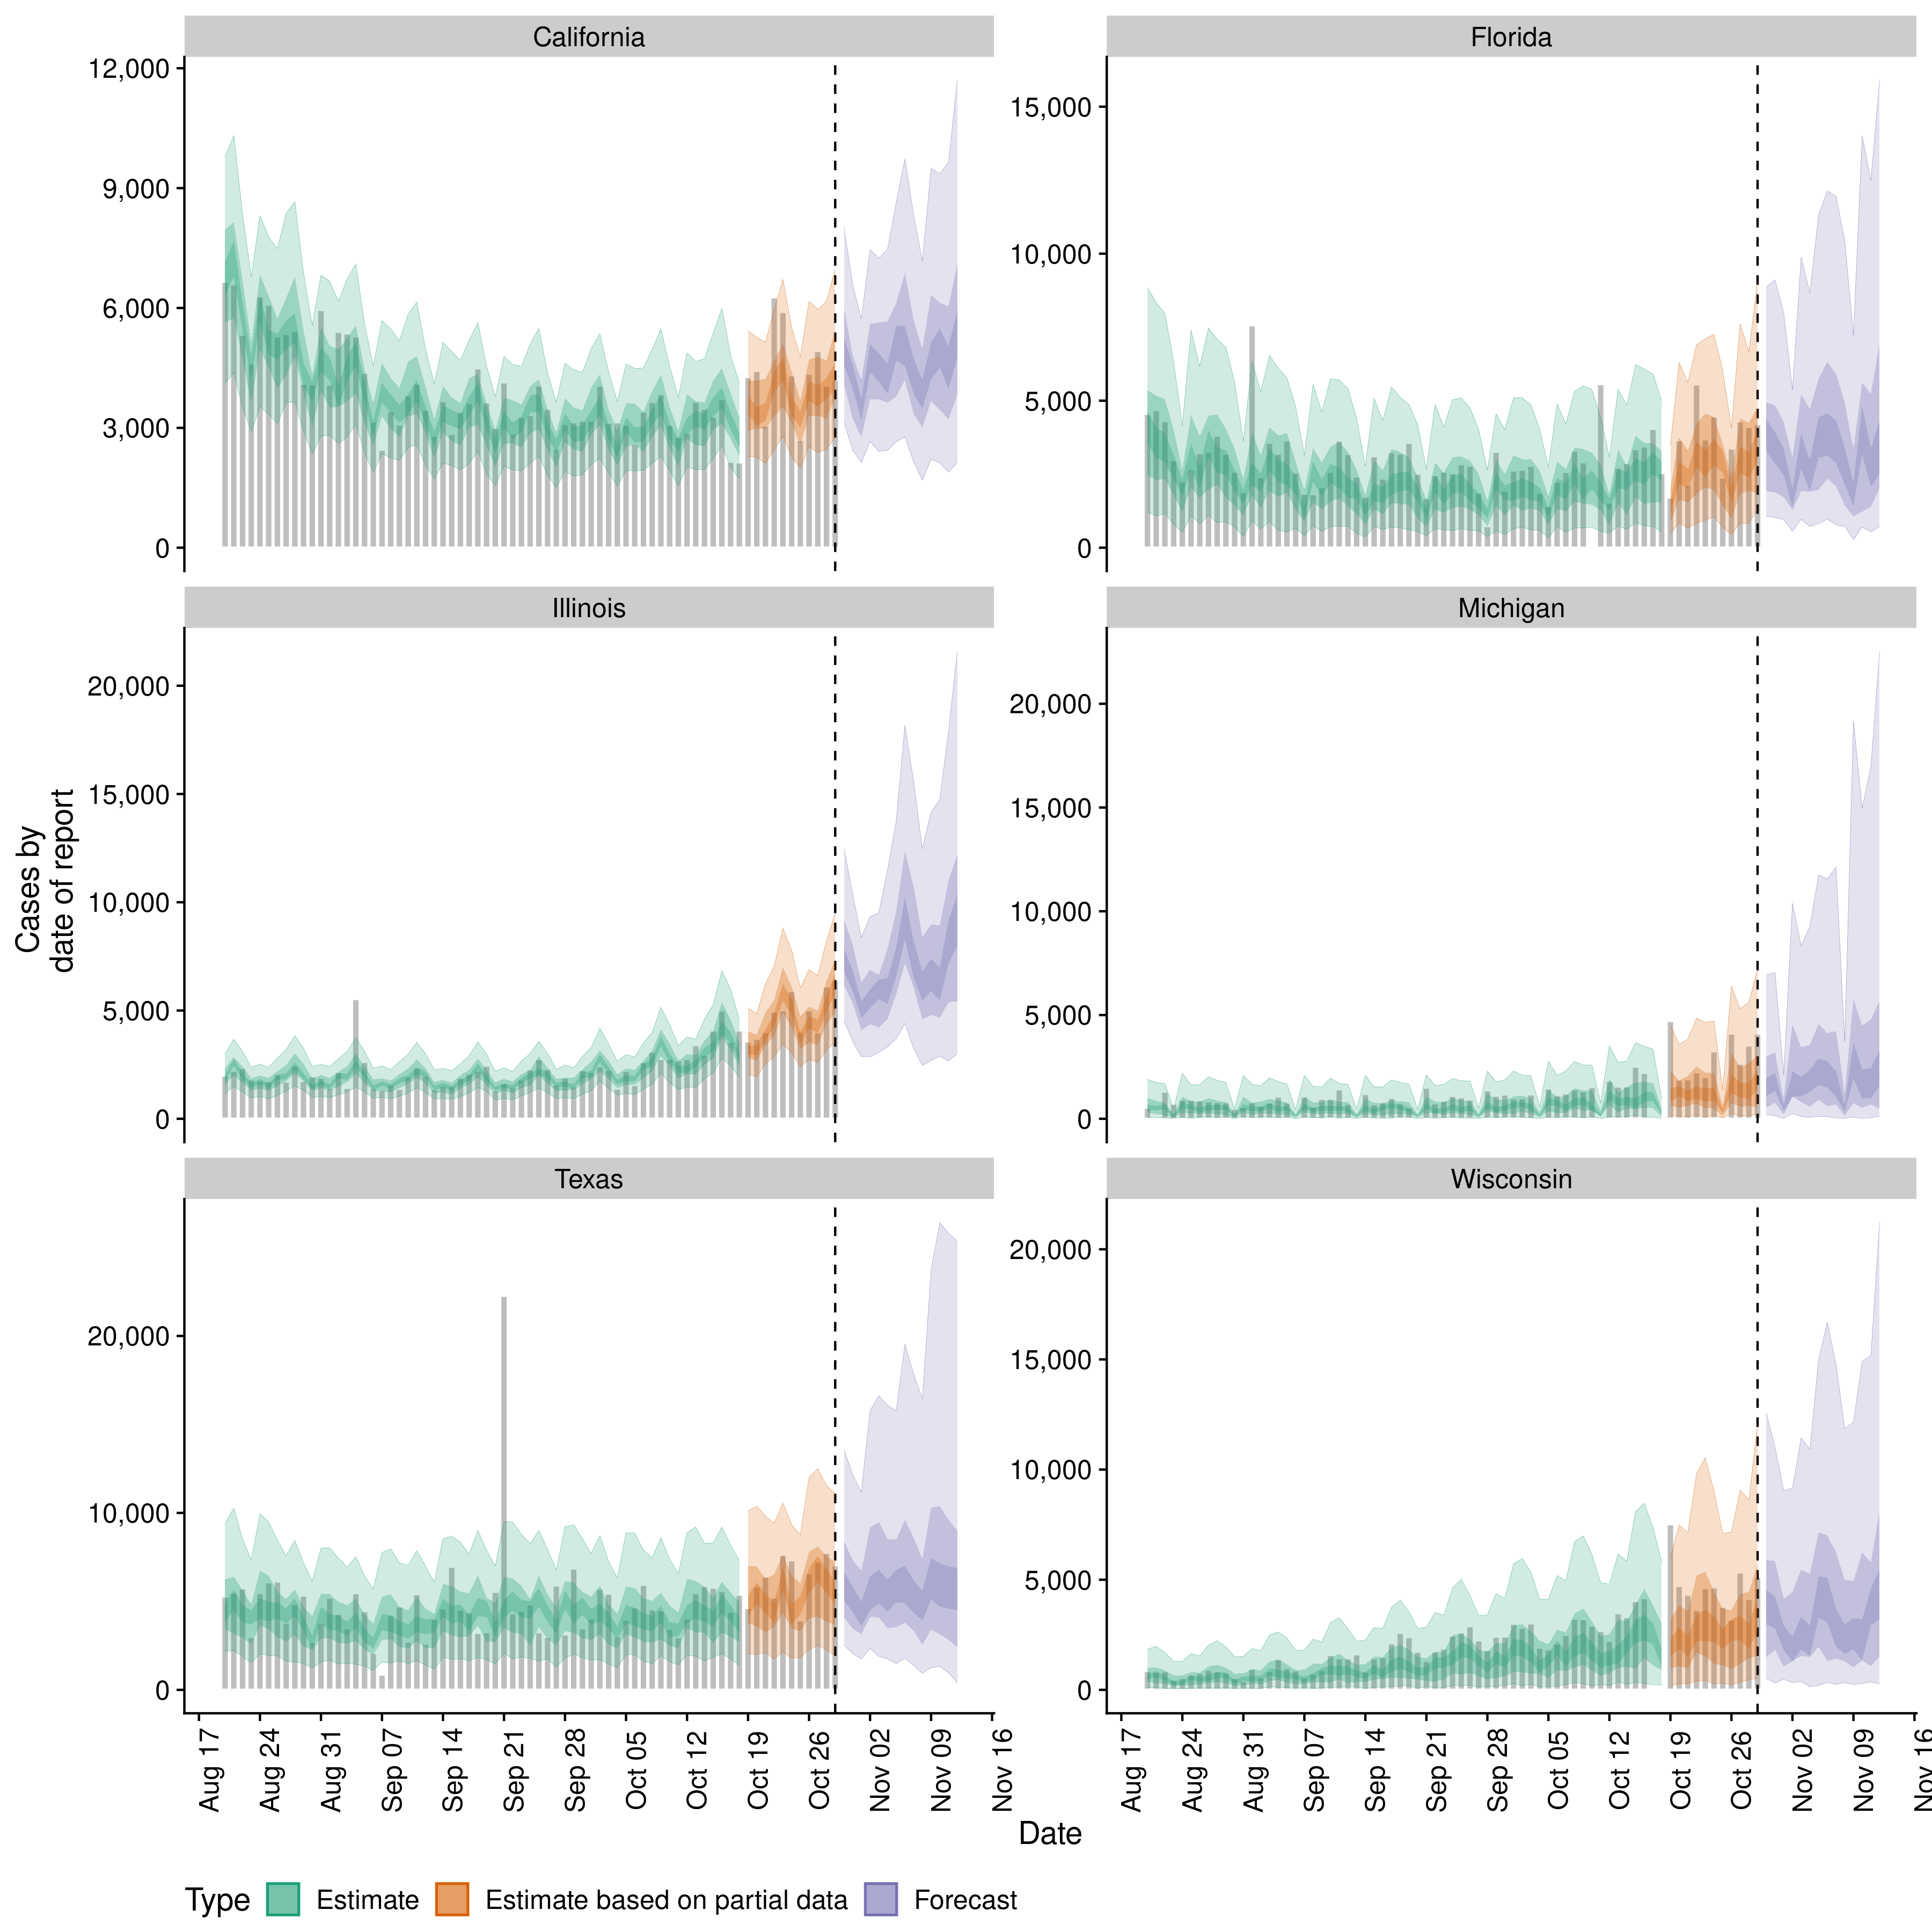 California
Florida
12,000
9,000
6,000
3,000
0
15,000
10,000
5,000
0
Illinois
Michigan
20,000
15,000
10,000
5,000
0
20,000
15,000
10,000
5,000
0
Cases by
date of report
Texas
Wisconsin
20,000
10,000
0
20,000
15,000
10,000
5,000
0
Aug 17
Aug 24
Aug 31
Sep 07
Sep 14
Sep 21
Sep 28
Oct 05
Oct 12
Oct 19
Oct 26
Nov 02
Nov 09
Nov 16
Aug 17
Aug 24
Aug 31
Sep 07
Sep 14
Sep 21
Sep 28
Oct 05
Oct 12
Oct 19
Oct 26
Nov 02
Nov 09
Nov 16
Date
Type Estimate Estimate based on partial data Forecast